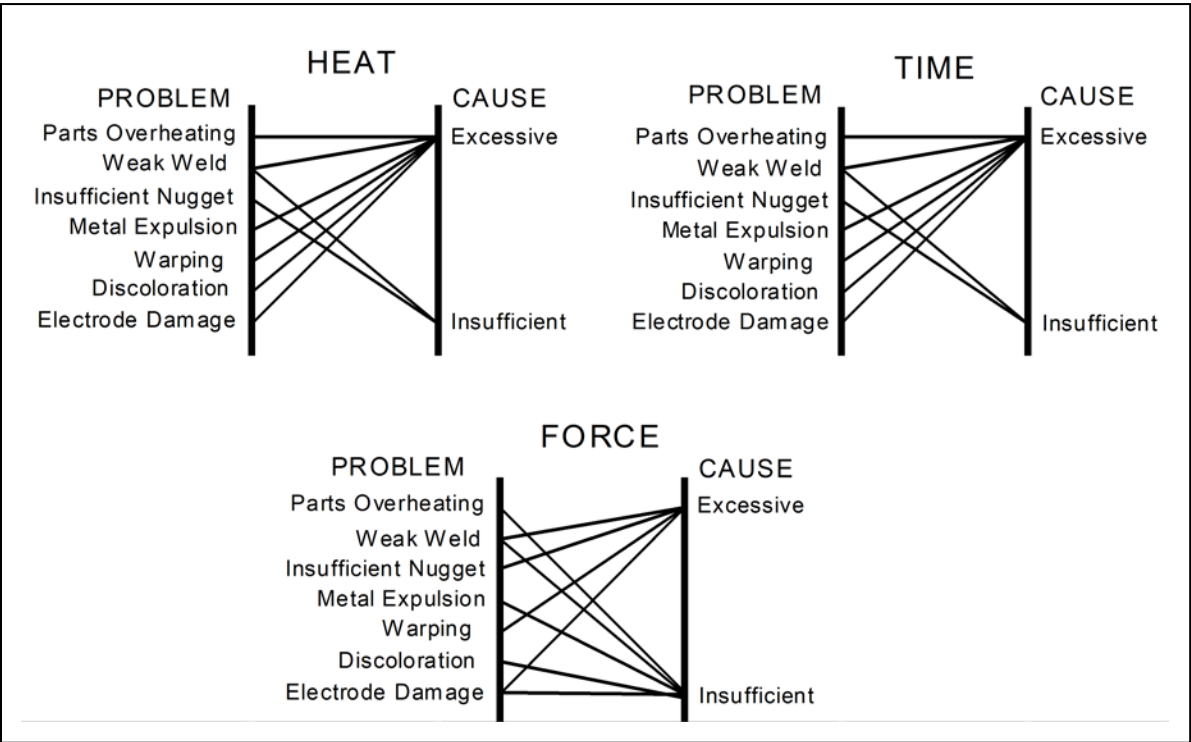 HEAT
PROBLEM
CAUSE
Parts Overheating
Weak Weld
Insufficient Nugget
Metal Expulsion
Warping
Discoloration
Electrode Damage
Excessive
Insufficient
TIME
PROBLEM
CAUSE
Parts Overheating
Weak Weld
Insufficient Nugget
Metal Expulsion
Warping
Discoloration
Electrode Damage
Excessive
Insufficient
FORCE
PROBLEM
CAUSE
Parts Overheating
Weak Weld
Insufficient Nugget
Metal Expulsion
Warping
Discoloration
Electrode Damage
Excessive
Insufficient